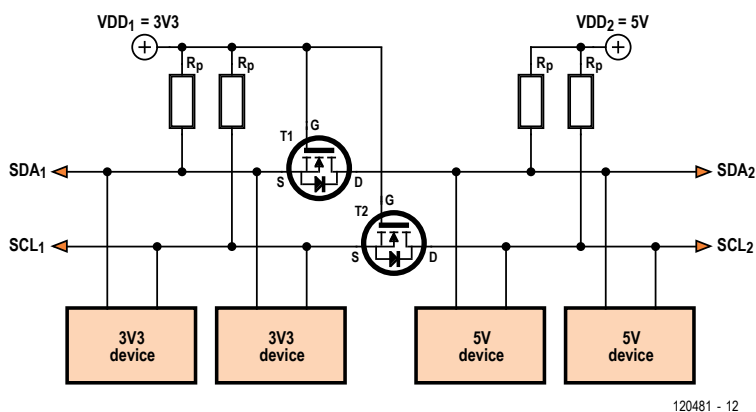 VDD1 = 3V3
VDD2 = 5V
Rp
Rp
Rp
Rp
G
T1
SDA1
S
D
SDA2
G
T2
SCL1
S
D
SCL2
3V3
device
3V3
device
5V
device
5V
device
120481 - 12